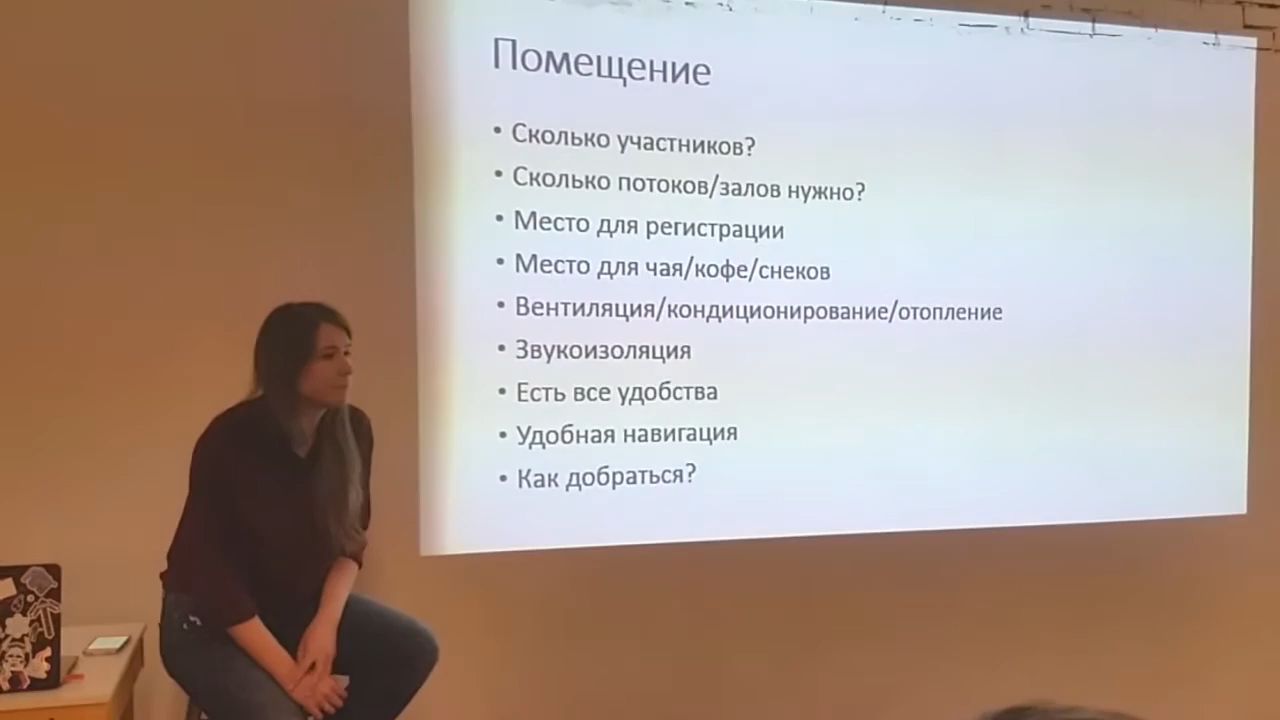 Помещение
• Сколько участников?
• Сколько потоков/залов нужно?
• Место для регистрации
• Место для чая/кофе/снеков
• Вентиляция/кондиционирование/отопление
• Звукоизоляция
• Есть все удобства
• Удобная навигация
• Как добраться?